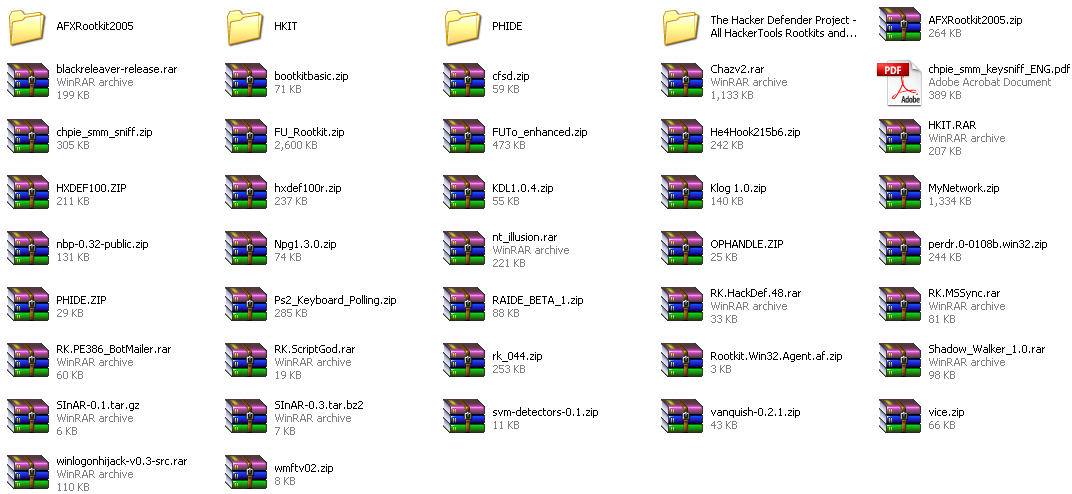 AFXRootkit2005
HKIT
PHIDE
The Hacker Defender Project -
All HackerTools Rootkits and...
AFXRootkit2005.zip
264 KB
blackreleaver-release.rar
WinRAR archive
199 KB
bootkitbasic.zip
71 KB
cfsd.zip
59 KB
Chazv2.rar
WinRAR archive
1,133 KB
PDF
Adobe
chpie_smm_keysniff_ENG.pdf
Adobe Acrobat Document
389 KB
chpie_smm_sniff.zip
305 KB
FU_Rootkit.zip
2,600 KB
FUTo_enhanced.zip
473 KB
He4Hook215b6.zip
242 KB
HKIT.RAR
WinRAR archive
207 KB
HXDEF100.ZIP
211 KB
hxdef100r.zip
237 KB
KDL1.0.4.zip
55 KB
Klog 1.0.zip
140 KB
MyNetwork.zip
1,334 KB
nbp-0.32-public.zip
131 KB
Npg1.3.0.zip
74 KB
nt_illusion.rar
WinRAR archive
221 KB
OPHANDLE.ZIP
25 KB
perdr.0-0108b.win32.zip
244 KB
PHIDE.ZIP
29 KB
Ps2_Keyboard_Polling.zip
285 KB
RAIDE_BETA_1.zip
88 KB
RK.HackDef.48.rar
WinRAR archive
33 KB
RK.MSSync.rar
WinRAR archive
81 KB
RK.PE386_BotMailer.rar
WinRAR archive
60 KB
RK.ScriptGod.rar
WinRAR archive
19 KB
rk_044.zip
253 KB
Rootkit.Win32.Agent.af.zip
3 KB
Shadow_Walker_1.0.rar
WinRAR archive
98 KB
SInAR-0.1.tar.gz
WinRAR archive
6 KB
SInAR-0.3.tar.bz2
WinRAR archive
7 KB
svm-detectors-0.1.zip
11 KB
vanquish-0.2.1.zip
43 KB
vice.zip
66 KB
winlogonhijack-v0.3-src.rar
WinRAR archive
110 KB
wmftv02.zip
8 KB